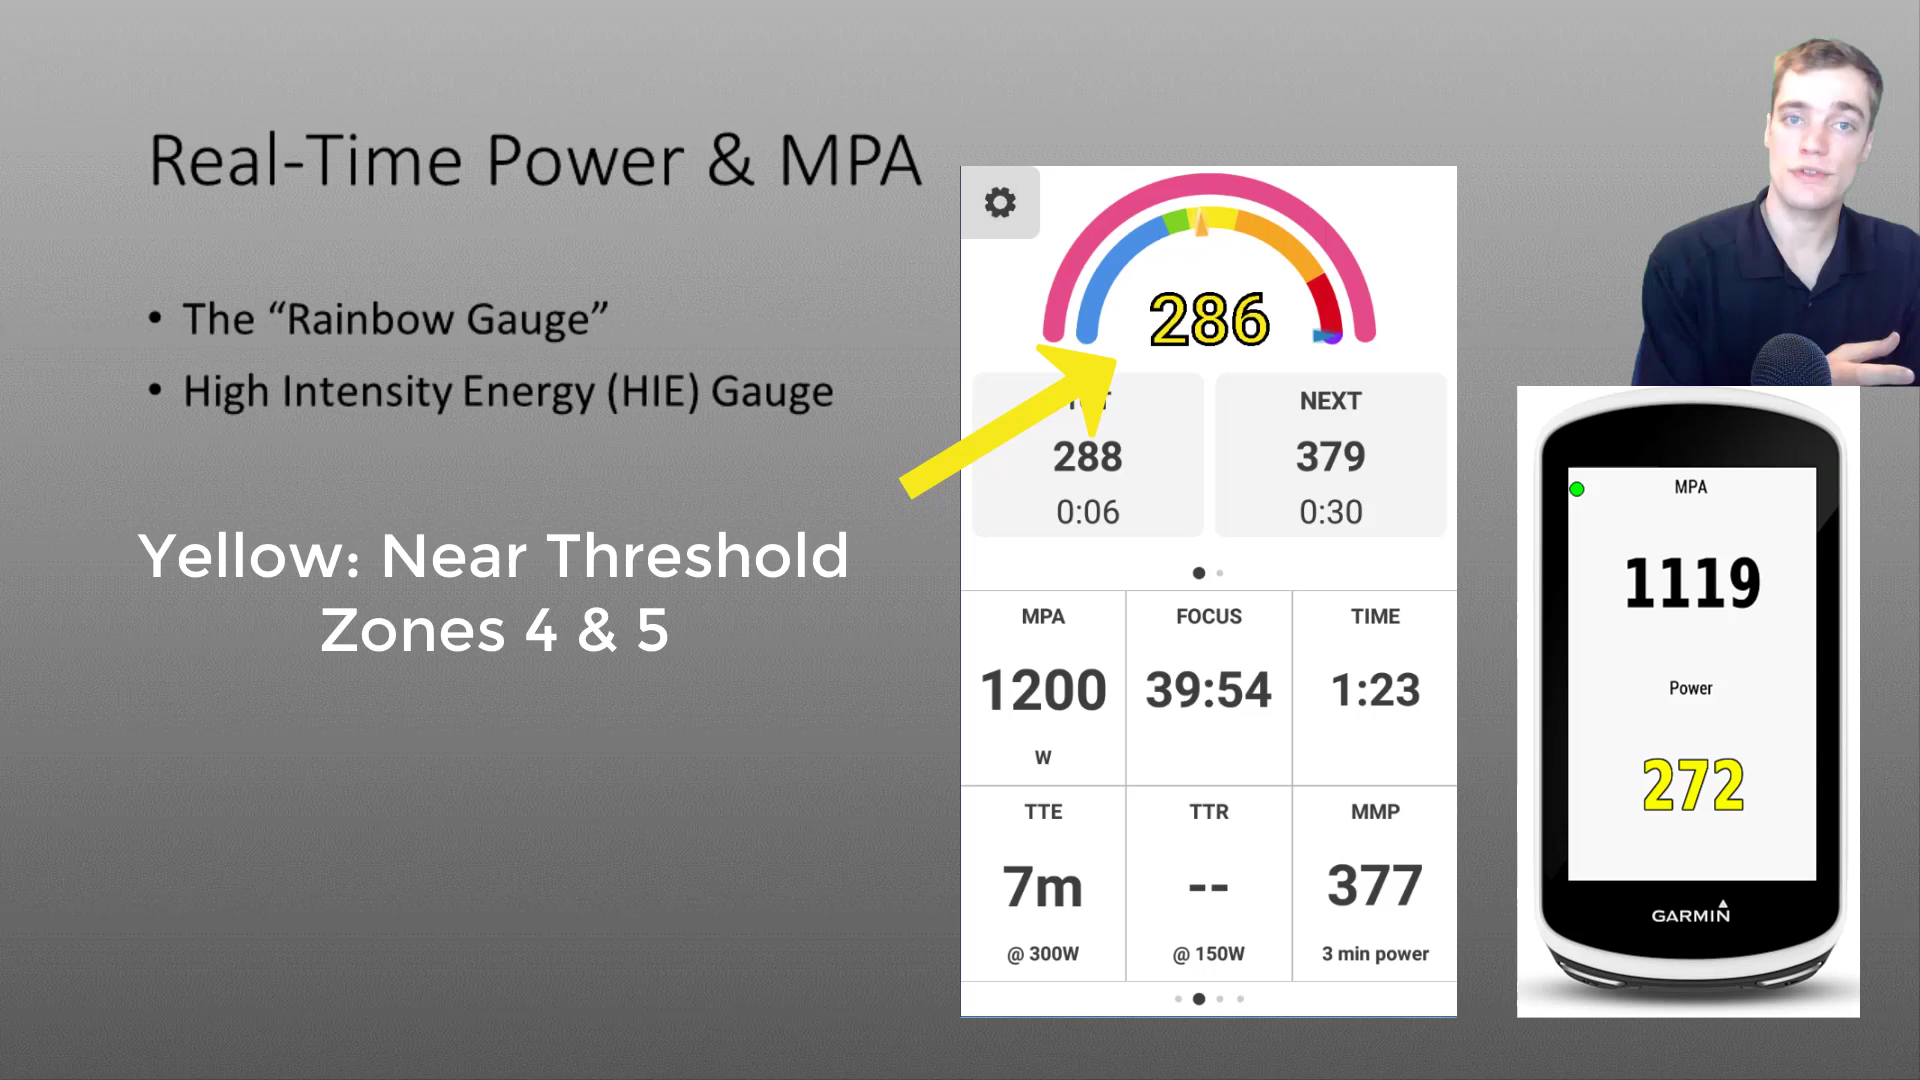 Real-Time Power & MPA
• The “Rainbow Gauge”
• High Intensity Energy (HIE) Gauge
Yellow: Near Threshold
Zones 4 & 5
286
288
0:06
NEXT
379
0:30
MPA
1200
W
FOCUS
39:54
TIME
1:23
TTE
7m
@ 300W
TTR
--
@ 150W
MMP
377
3 min power
MPA
1119
Power
272
GARMIN